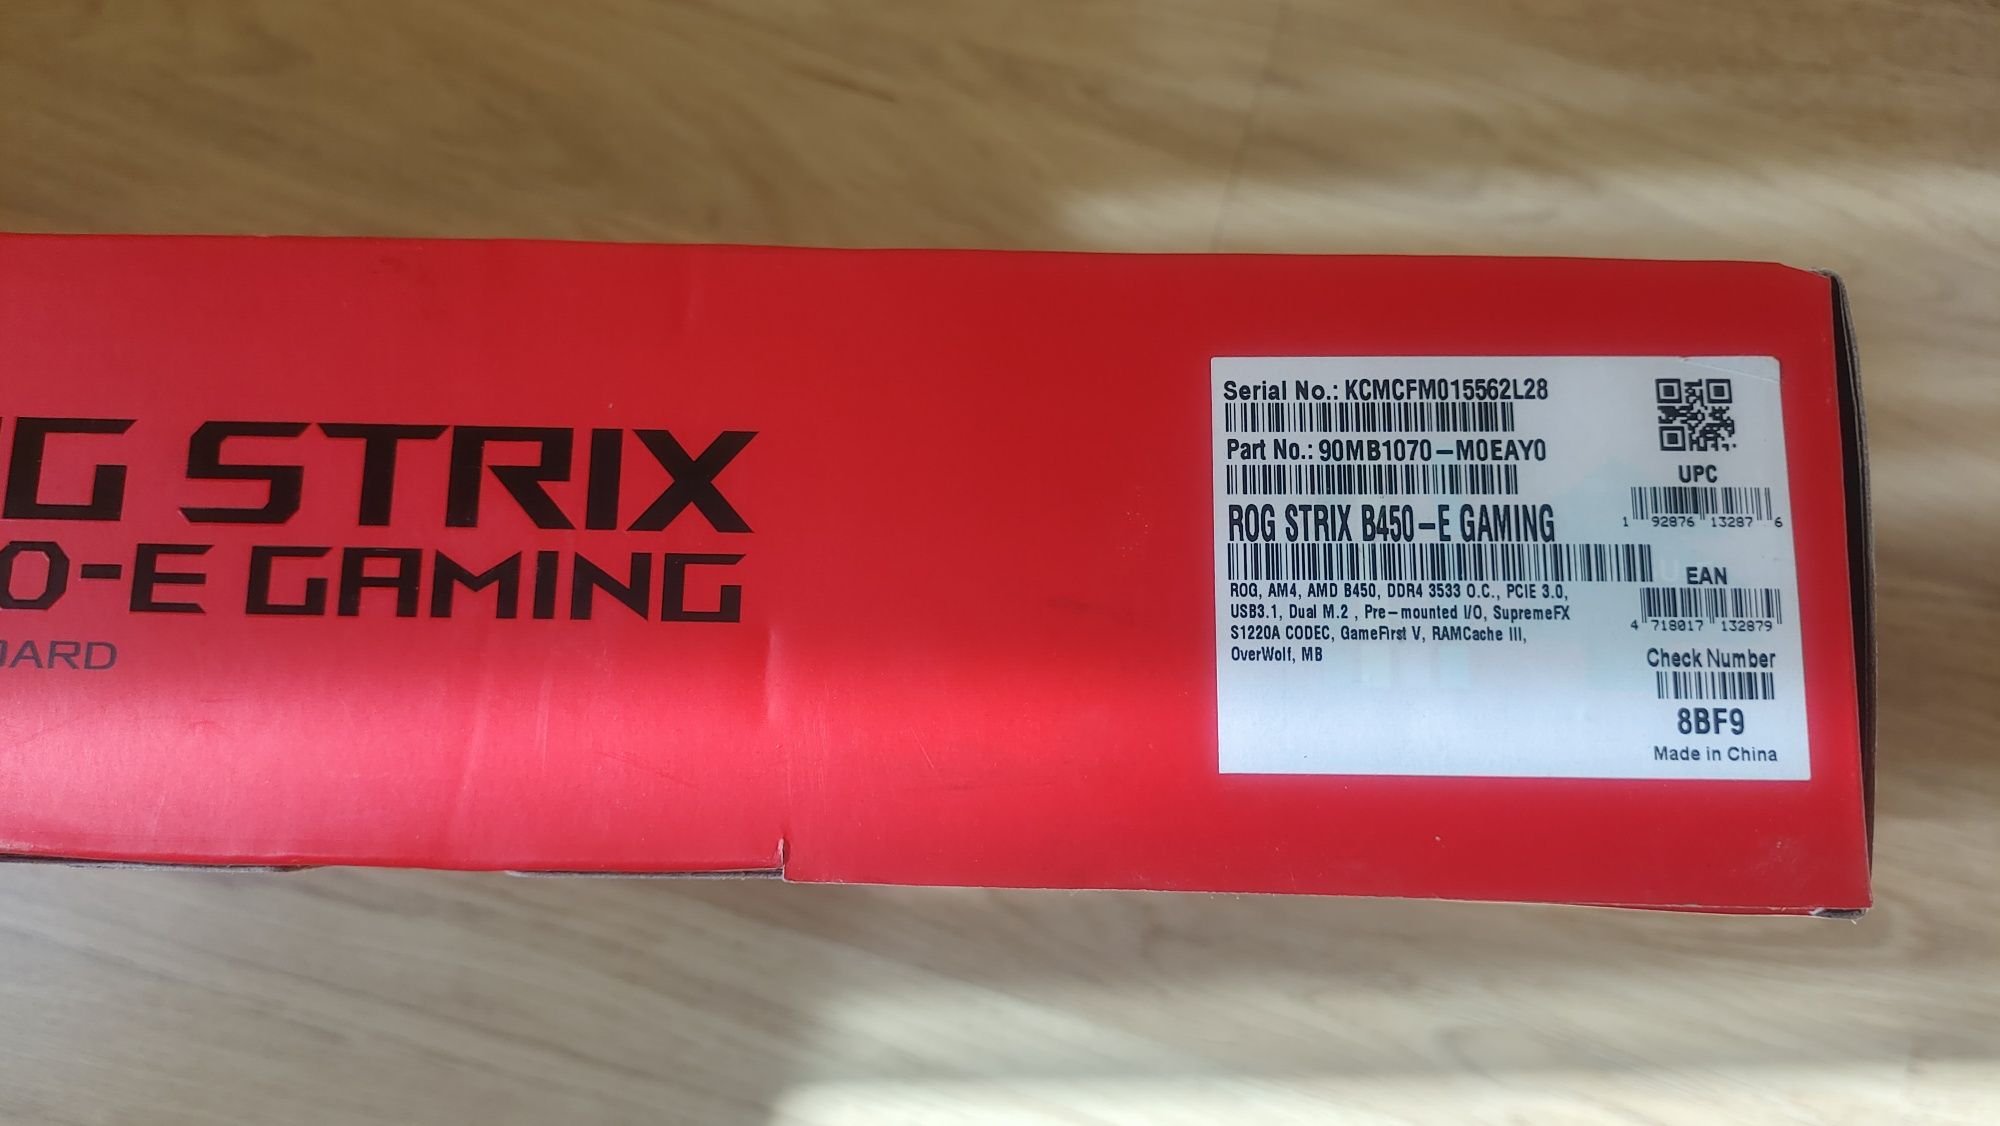 G STRIX
0-E GAMING
OARD
Serial No.: KCMCFM015562L28
Part No.: 90MB1070-M0EAY0
ROG STRIX B450-E GAMING
ROG, AM4, AMD B450, DDR4 3533 O.C., PCIE 3.0,
USB3.1, Dual M.2 , Pre-mounted I/O, SupremeFX
S1220A CODEC, GameFirst V, RAMCache III,
OverWolf, MB
UPC
1 92876 13287 6
EAN
4 718017 132879
Check Number
8BF9
Made in China